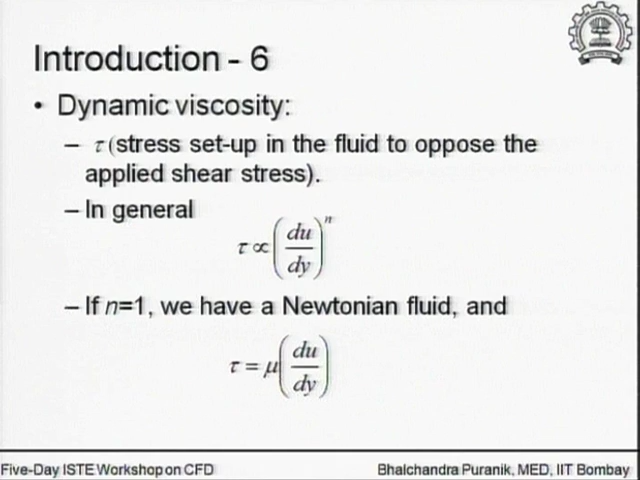 Introduction - 6
• Dynamic viscosity:
– τ(stress set-up in the fluid to oppose the
applied shear stress).
– In general
τ ∝ (du/dy)^n
– If n=1, we have a Newtonian fluid, and
τ = μ(du/dy)
Five-Day ISTE Workshop on CFD
Bhalchandra Puranik, MED, IIT Bombay